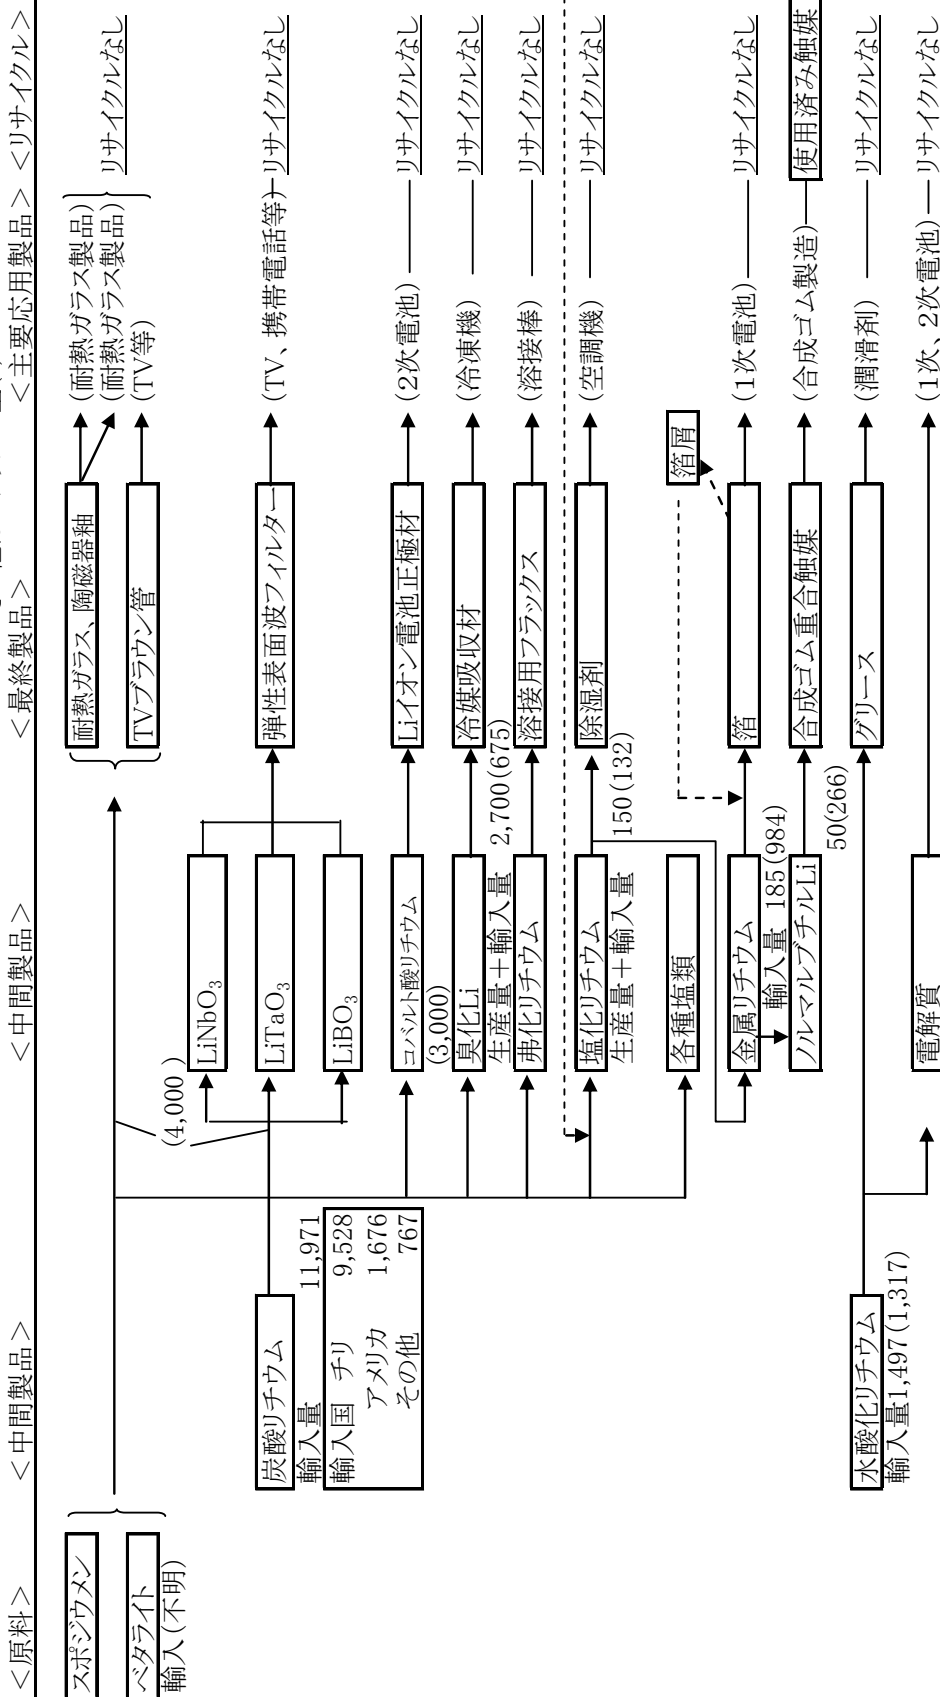 <原料>
<中間製品>
<中間製品>
<最終製品>
<主要応用製品>
<リサイクル>
スポジウメン
ペタライト
輸入(不明)
耐熱ガラス、陶磁器釉
TVブラウン管
(耐熱ガラス製品)
(耐熱ガラス製品)
(TV等)
リサイクルなし
(4,000 )
炭酸リチウム
輸入量 11,971
輸入国 チリ 9,528
アメリカ 1,676
その他 767
LiNbO₃
LiTaO₃
LiBO₃
弾性表面波フィルター
(TV、携帯電話等)
リサイクルなし
コバルト酸リチウム
(3,000)
Liイオン電池正極材
(2次電池)
リサイクルなし
臭化Li
生産量+輸入量 2,700(675)
冷媒吸収材
(冷凍機)
リサイクルなし
弗化リチウム
溶接用フラックス
(溶接棒)
リサイクルなし
塩化リチウム
生産量+輸入量 150(132)
除湿剤
(空調機)
リサイクルなし
各種塩類
箔屑
金属リチウム
輸入量 185(984)
箔
(1次電池)
リサイクルなし
ノルマルブチルLi
50(266)
合成ゴム重合触媒
(合成ゴム製造)
使用済み触媒
水酸化リチウム
輸入量1,497(1,317)
グリース
(潤滑剤)
リサイクルなし
電解質
(1次、2次電池)
リサイクルなし